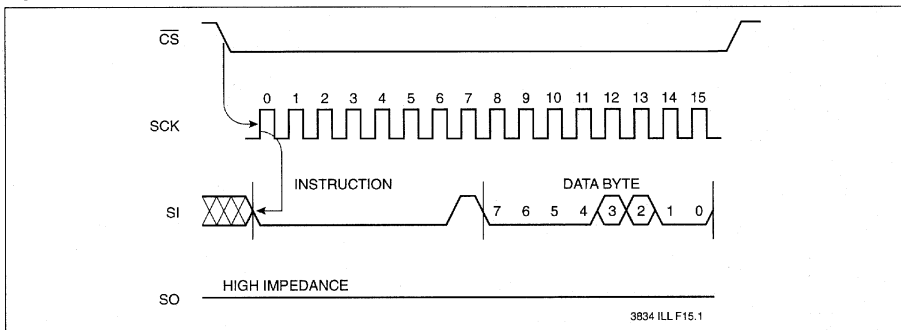 CS
0 1 2 3 4 5 6 7 8 9 10 11 12 13 14 15
SCK
INSTRUCTION DATA BYTE
SI
7 6 5 4 3 2 1 0
HIGH IMPEDANCE
SO
3834 ILL F15.1